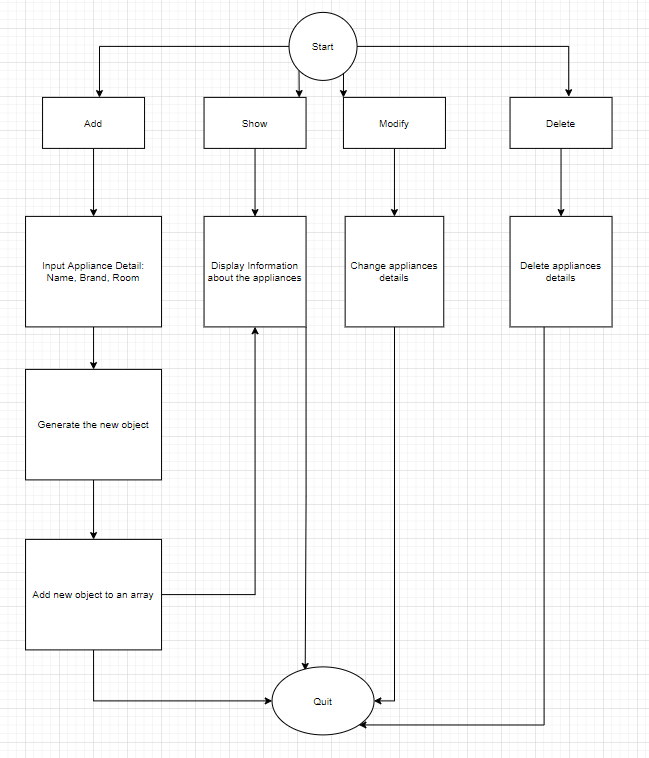 Start
Add
Show
Modify
Delete
Input Appliance Detail:
Name, Brand, Room
Display Information
about the appliances
Change appliances
details
Delete appliances
details
Generate the new object
Add new object to an array
Quit